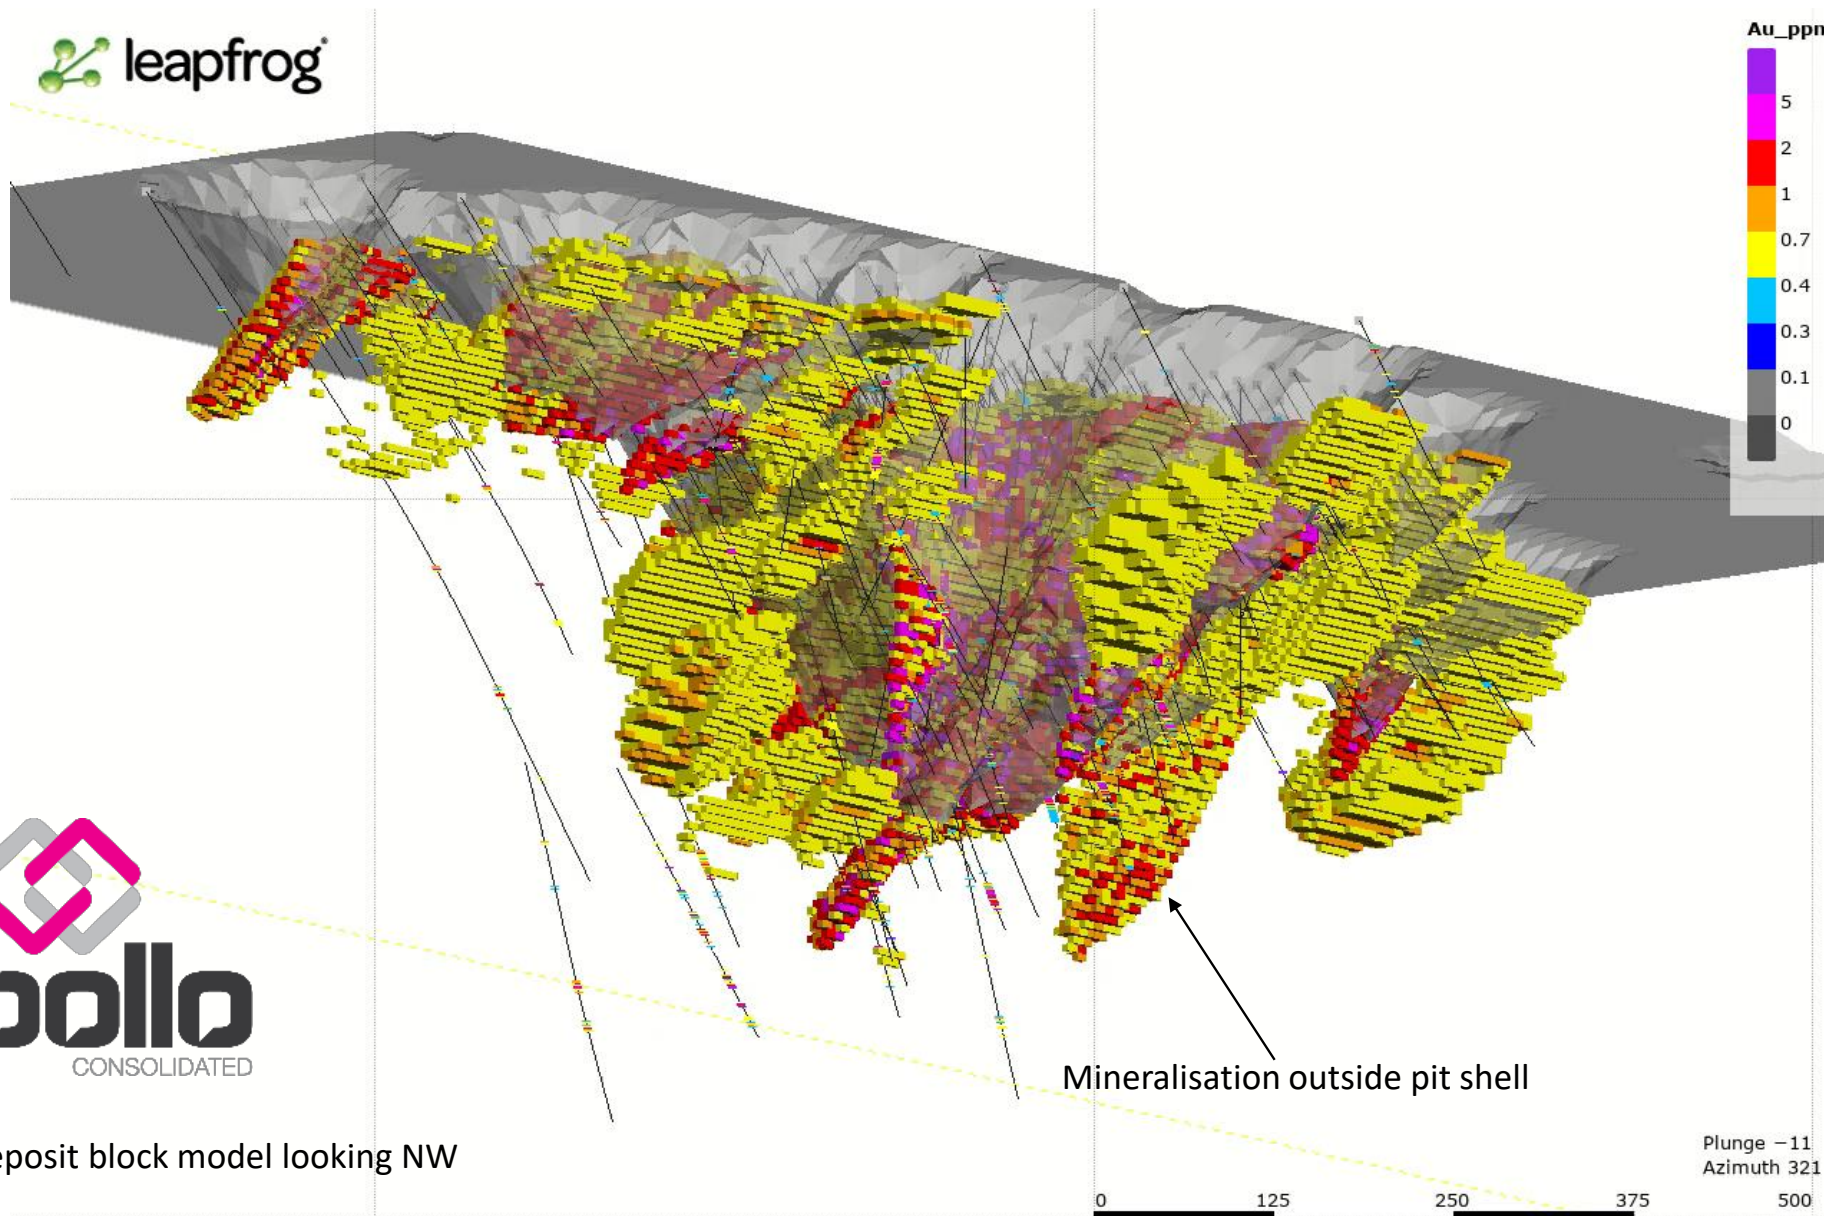 leapfrog
Au_ppm
5
2
1
0.7
0.4
0.3
0.1
0
CONSOLIDATED
Mineralisation outside pit shell
deposit block model looking NW
Plunge −11
Azimuth 321
0 125 250 375 500